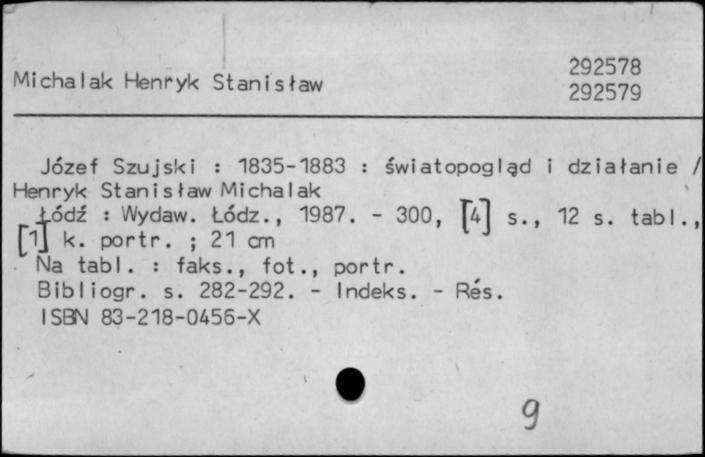 292578
Michalak Henryk Stanisław
292579
Józef Szujski : 1835-1883 : światopogląd i działanie /
Henryk Stanisław Michalak
Łódź : Wydaw. Łódz., 1987. - 300, [4] s., 12 s. tabl.,
[1] k. portr. ; 21 cm
Na tabl. : faks., fot., portr.
Bibliogr. s. 282-292. - Indeks. - Rés.
ISBN 83-218-0456-X
9